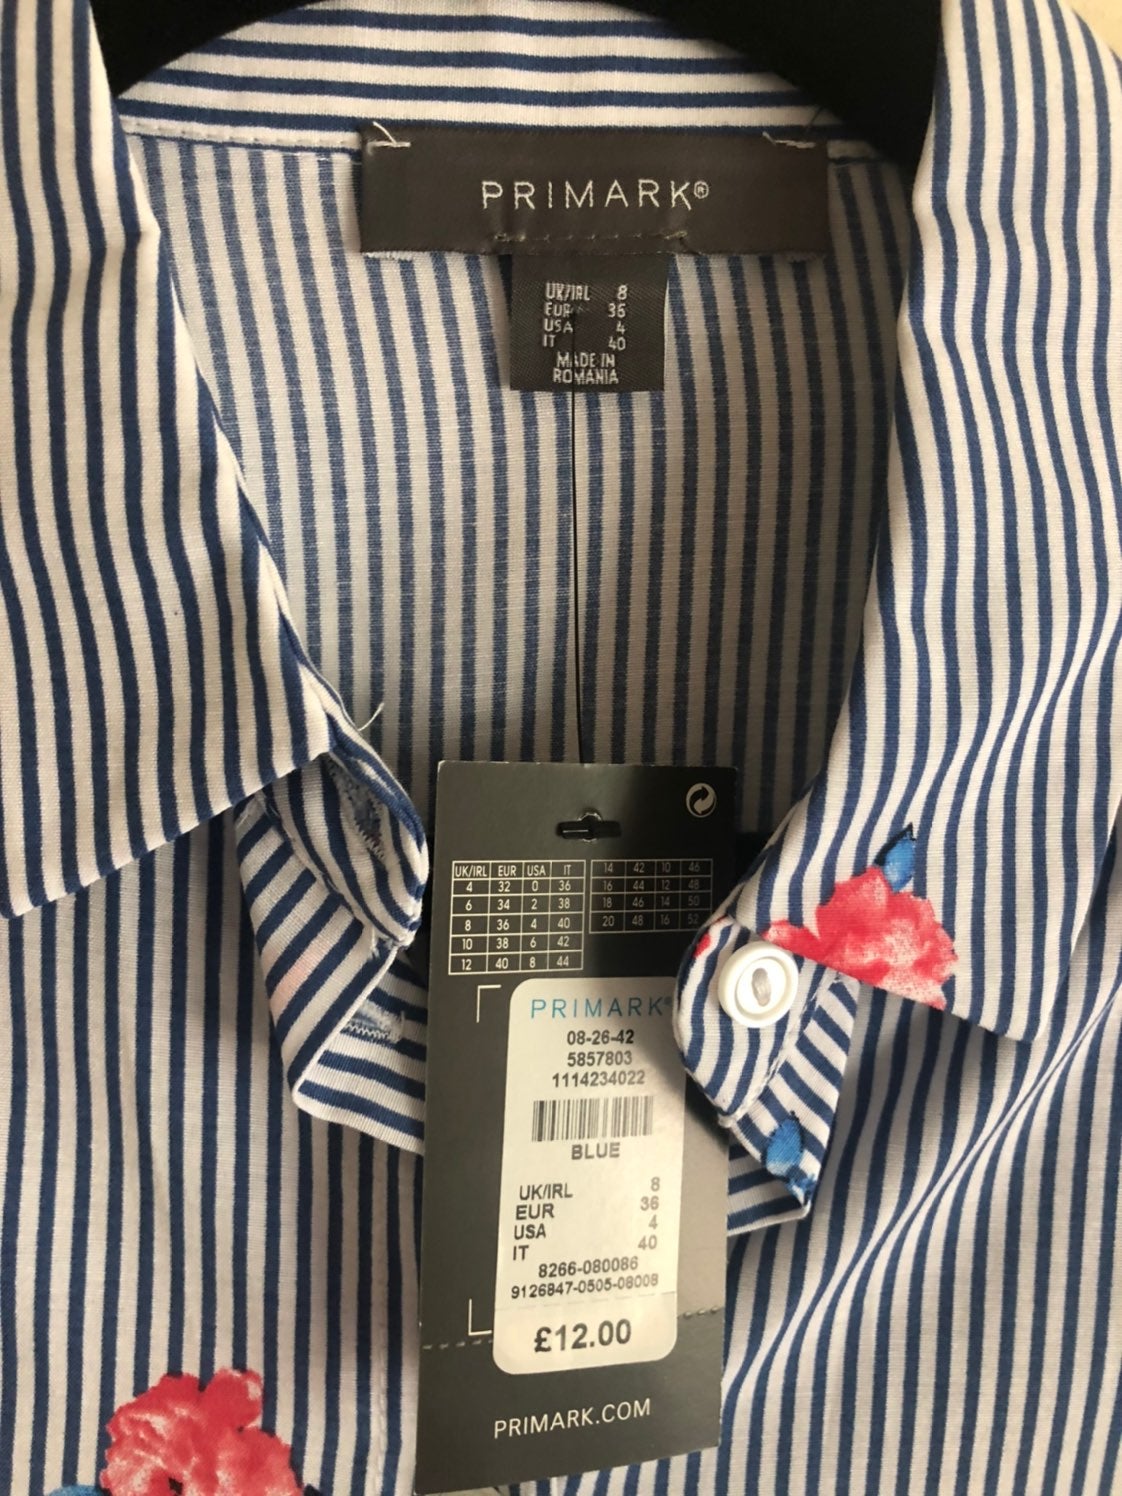 PRIMARK®
UK/IRL 8
EUR 36
USA 4
IT 40
MADE IN
ROMANIA
UK/IRL EUR USA IT
4 32 0 36
6 34 2 38
8 36 4 40
10 38 6 42
12 40 8 44
14 42 10 46
16 44 12 48
18 46 14 50
20 48 16 52
PRIMARK®
08-26-42
5857803
1114234022
BLUE
UK/IRL 8
EUR 36
USA 4
IT 40
8266-080086
9126847-0505-08008
£12.00
PRIMARK.COM